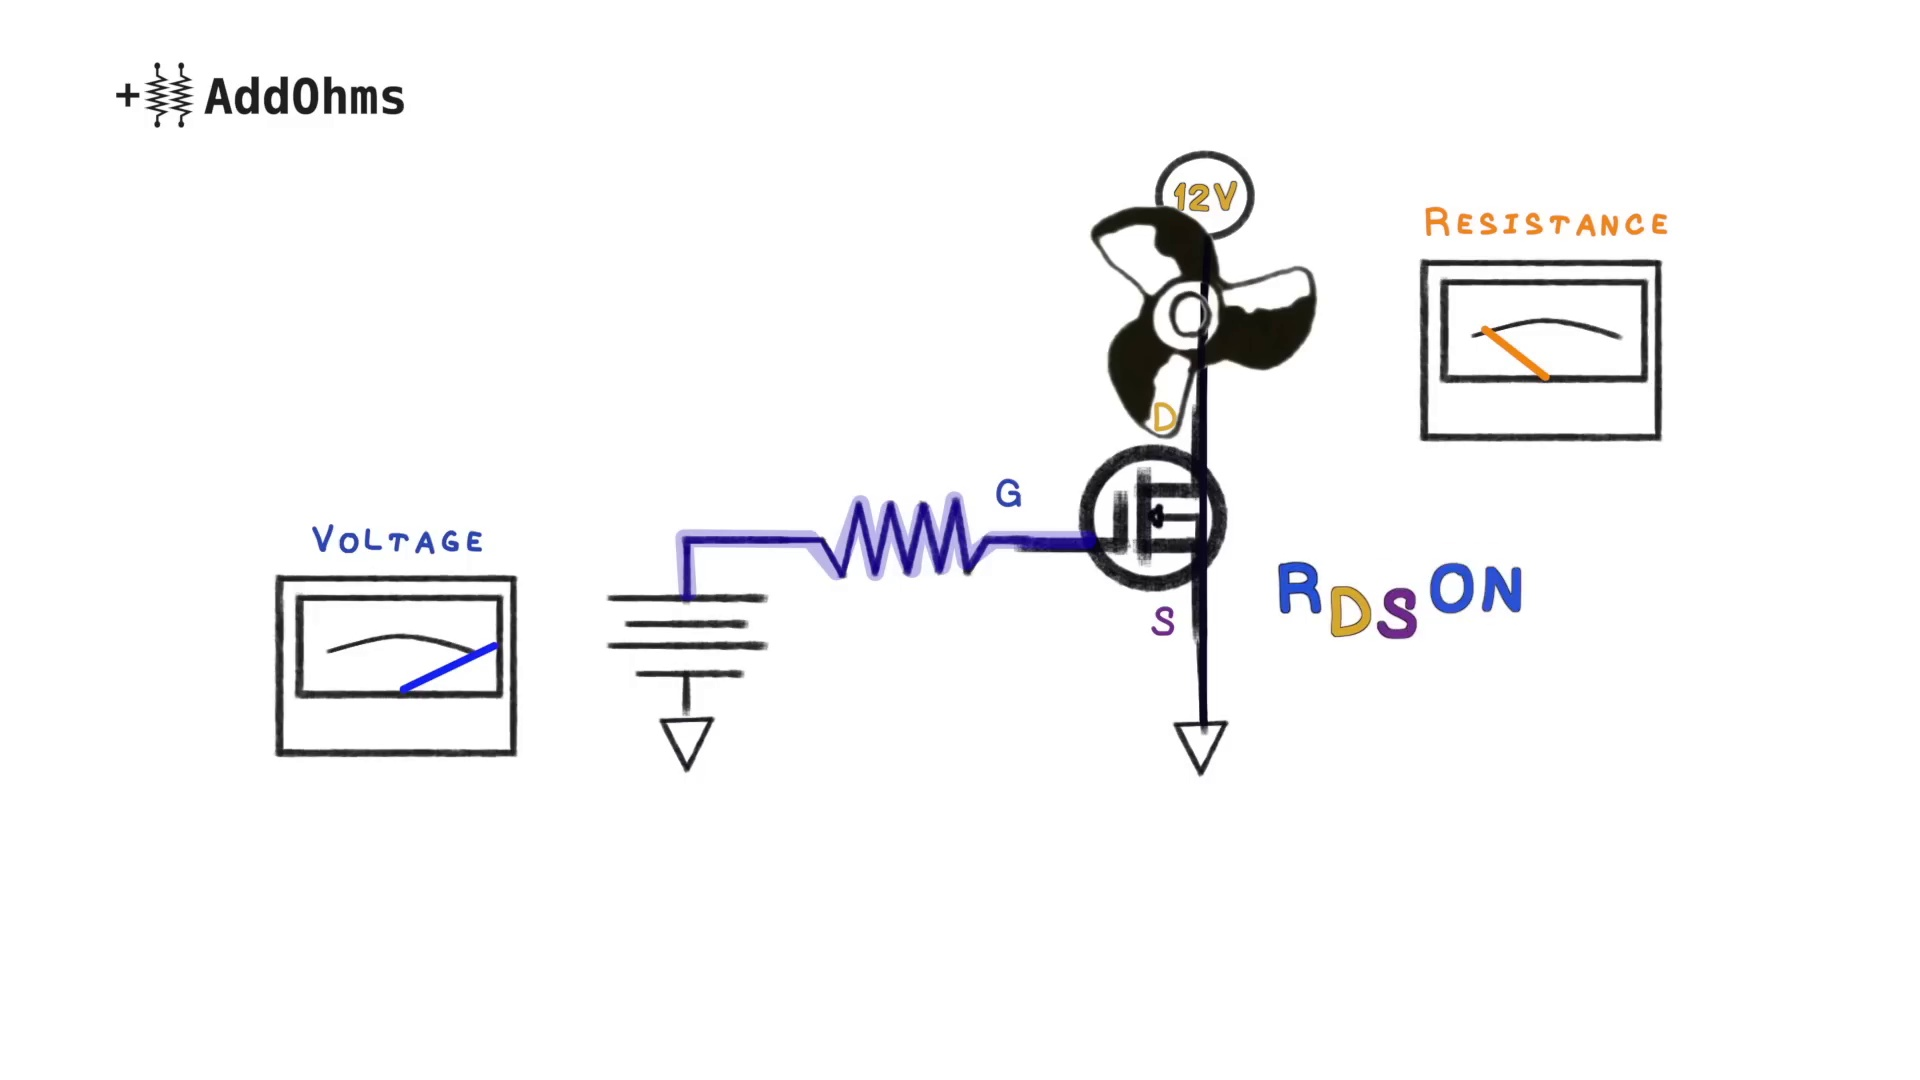 + AddOhms
12V
RESISTANCE
D
G
VOLTAGE
RDSON
S